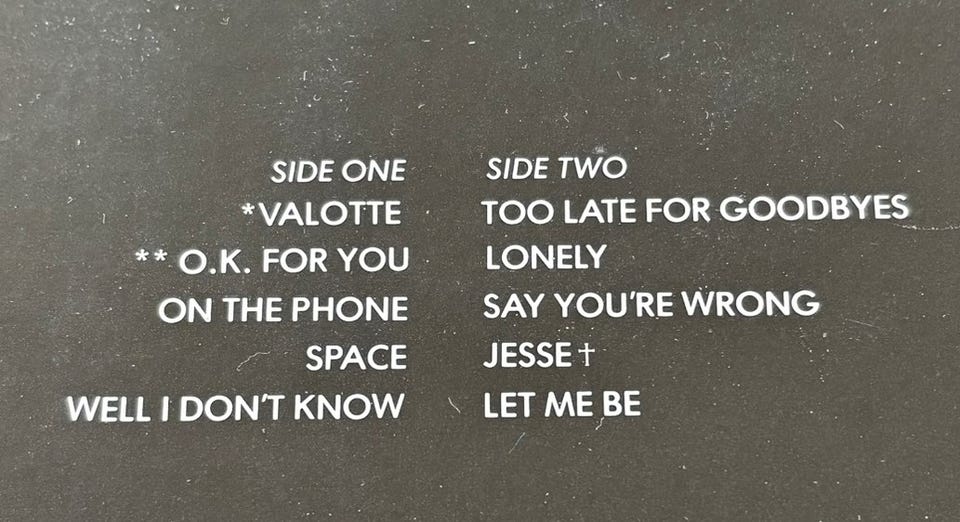 SIDE ONE
*VALOTTE
** O.K. FOR YOU
ON THE PHONE
SPACE
WELL I DON'T KNOW
SIDE TWO
TOO LATE FOR GOODBYES
LONELY
SAY YOU'RE WRONG
JESSE†
LET ME BE